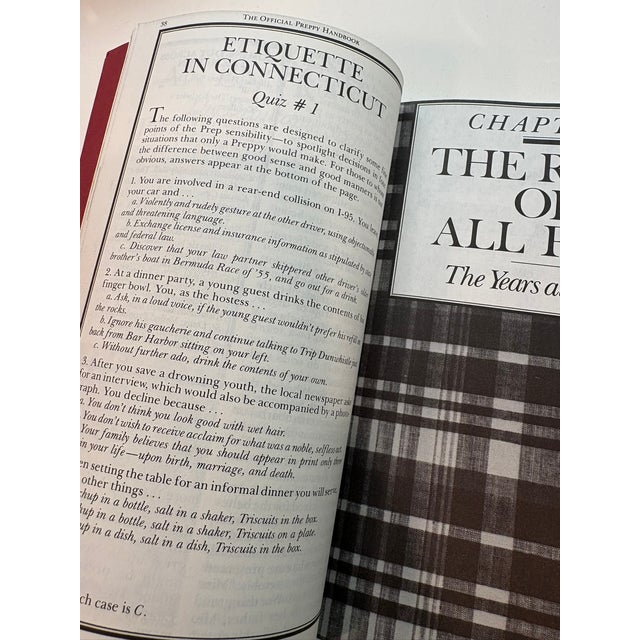 38
THE OFFICIAL PREPPY HANDBOOK
ETIQUETTE
IN CONNECTICUT
Quiz # 1
The following questions are designed to clarify some
points of the Prep sensibility—to spotlight decisions in
situations that only a Preppy would make. For those to
the difference between good sense and good manners is
obvious, answers appear at the bottom of the page.
1. You are involved in a rear-end collision on I-95. You
your car and . . .
a. Violently and rudely gesture at the other driver, using
and threatening language.
b. Exchange license and insurance information as stipulated by
and federal law.
c. Discover that your law partner skippered other driver's
brother's boat in Bermuda Race of '55, and go out for a drink.
2. At a dinner party, a young guest drinks the contents of
finger bowl. You, as the hostess . . .
a. Ask, in a loud voice, if the young guest wouldn't prefer his refill
the rocks.
b. Ignore his gaucherie and continue talking to Trip Dunwhistle
back from Bar Harbor sitting on your left.
c. Without further ado, drink the contents of your own.
3. After you save a drowning youth, the local newspaper
for an interview, which would also be accompanied by a
raph. You decline because . . .
You don't think you look good with wet hair.
You don't wish to receive acclaim for what was a noble, selfless
Your family believes that you should appear in print only
in your life—upon birth, marriage, and death.
en setting the table for an informal dinner you will
other things . . .
hup in a bottle, salt in a shaker, Triscuits in the box.
up in a bottle, salt in a shaker, Triscuits on a plate.
up in a dish, salt in a dish, Triscuits in the box.
ch case is C.
CHAPT
THE R
O
ALL
The Years a